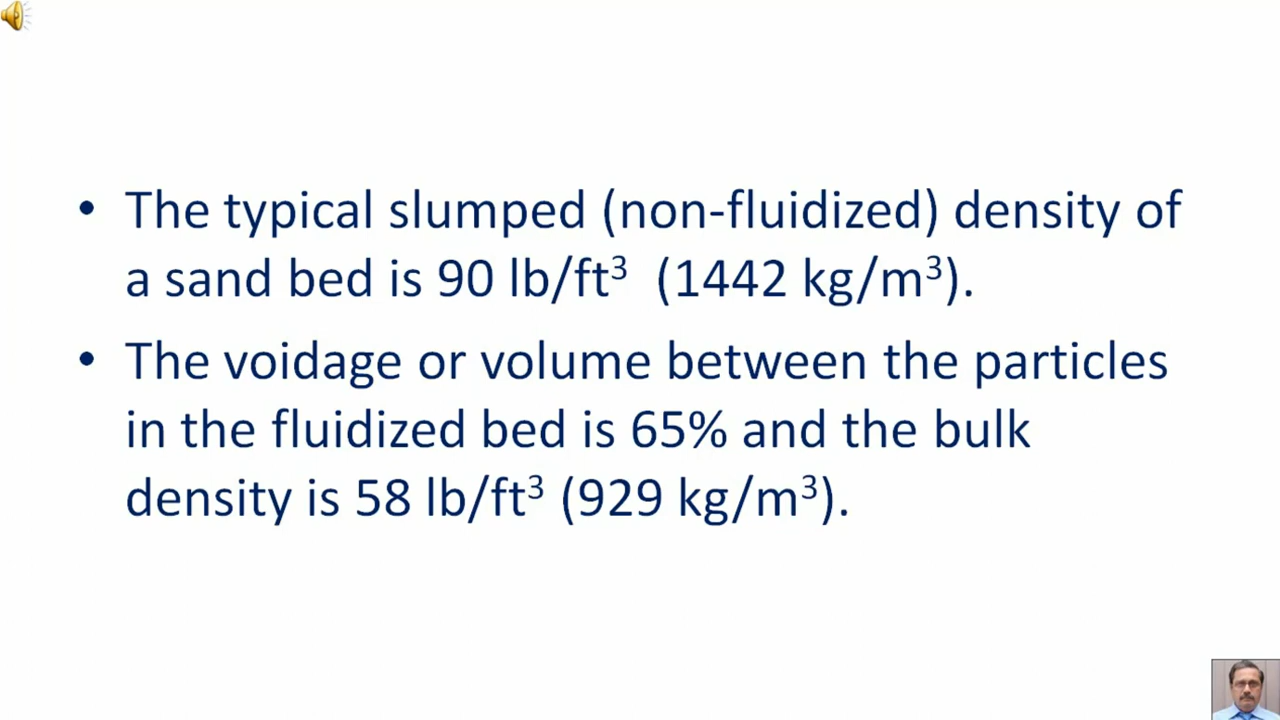 • The typical slumped (non-fluidized) density of
a sand bed is 90 lb/ft³ (1442 kg/m³).
• The voidage or volume between the particles
in the fluidized bed is 65% and the bulk
density is 58 lb/ft³ (929 kg/m³).